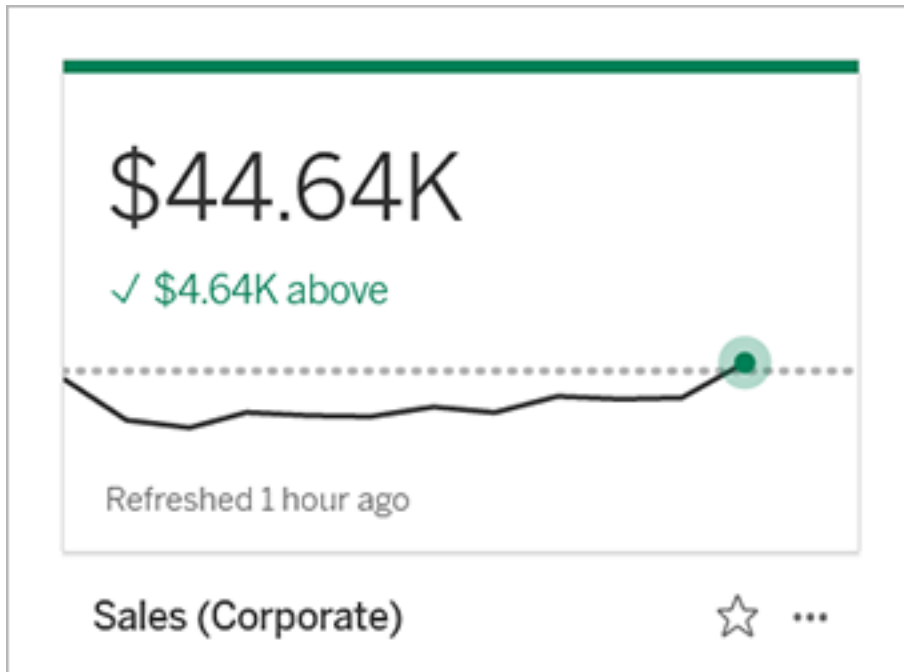 $44.64K
✓ $4.64K above
Refreshed 1 hour ago
Sales (Corporate)